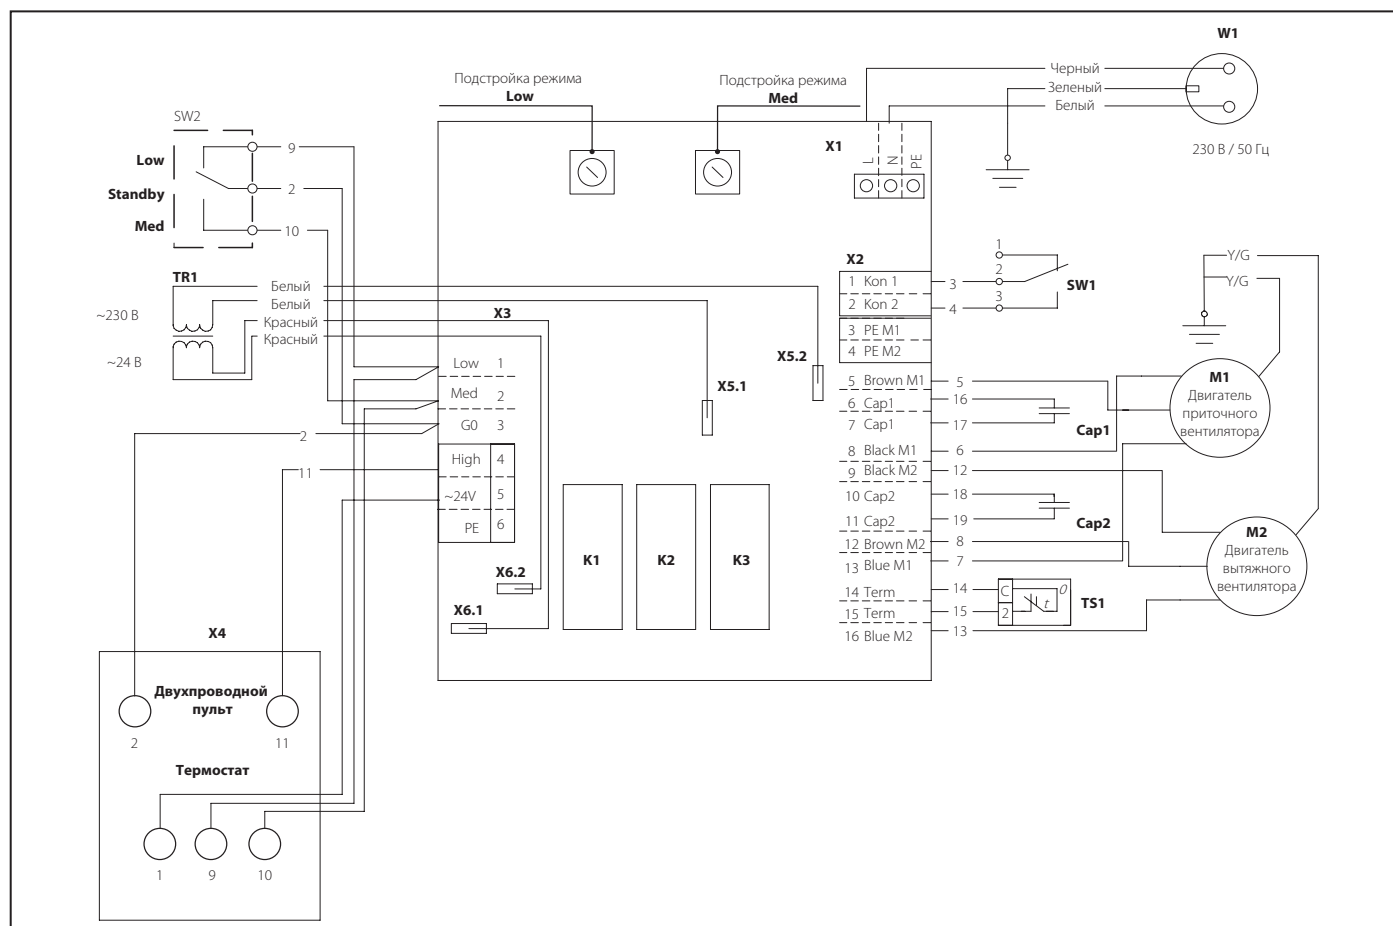 W1
Черный
Зеленый
Белый
230 В / 50 Гц
Подстройка режима
Low
Подстройка режима
Med
X1
L
N
PE
SW2
Low
Standby
Med
9
2
10
TR1
~230 В
~24 В
Белый
Белый
Красный
Красный
X3
Low 1
Med 2
G0 3
High 4
~24V 5
PE 6
2
11
X5.2
X5.1
X6.2
X6.1
K1
K2
K3
X2
1 Kon 1
2 Kon 2
3 PE M1
4 PE M2
5 Brown M1
6 Cap1
7 Cap1
8 Black M1
9 Black M2
10 Cap2
11 Cap2
12 Brown M2
13 Blue M1
14 Term
15 Term
16 Blue M2
3
4
5
16
17
6
12
18
19
8
7
14
15
13
1
2
3
SW1
Cap1
Cap2
C
2
t
0
TS1
Y/G
Y/G
M1
Двигатель
приточного
вентилятора
M2
Двигатель
вытяжного
вентилятора
X4
Двухпроводной
пульт
2
11
Термостат
1
9
10